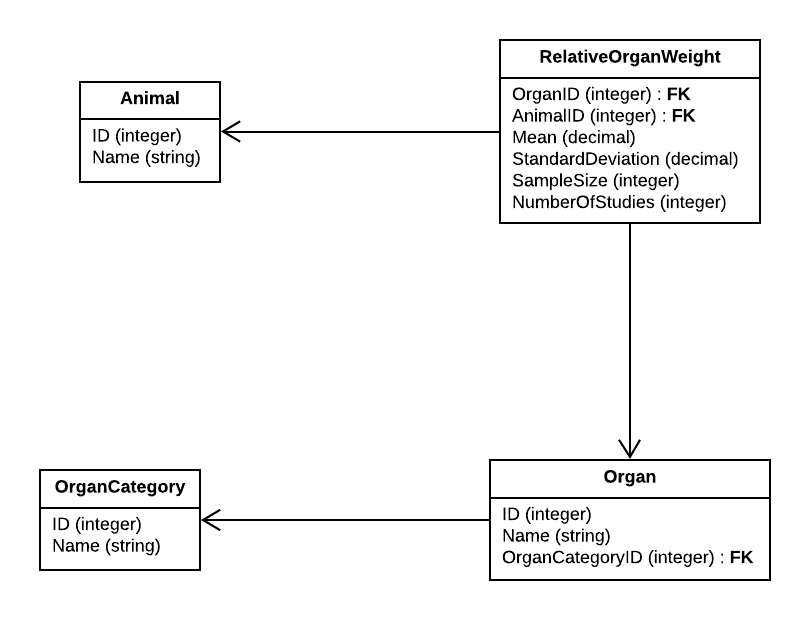 Animal
ID (integer)
Name (string)
RelativeOrganWeight
OrganID (integer) : FK
AnimalID (integer) : FK
Mean (decimal)
StandardDeviation (decimal)
SampleSize (integer)
NumberOfStudies (integer)
OrganCategory
ID (integer)
Name (string)
Organ
ID (integer)
Name (string)
OrganCategoryID (integer) : FK